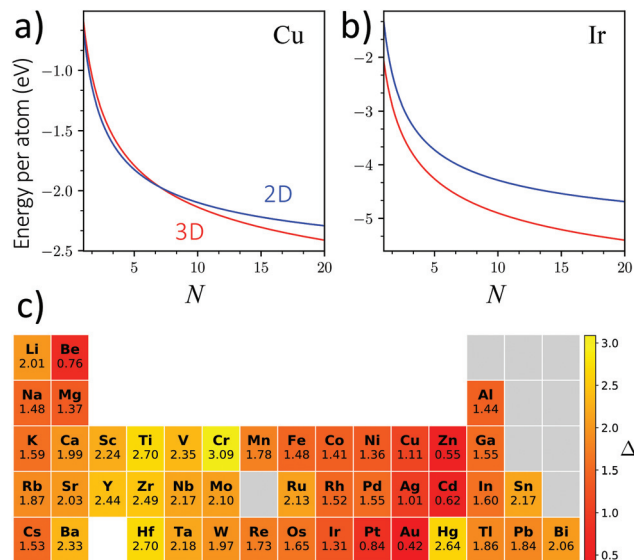 a) Cu
b) Ir
Energy per atom (eV)
−1.0
−1.5
−2.0
−2.5
2D
3D
5 10 15 20
N
−2
−3
−4
−5
5 10 15 20
N
c)
Li Be
2.01 0.76
Na Mg Al
1.48 1.37 1.44
K Ca Sc Ti V Cr Mn Fe Co Ni Cu Zn Ga
1.59 1.99 2.24 2.70 2.35 3.09 1.78 1.48 1.41 1.36 1.11 0.55 1.55
Rb Sr Y Zr Nb Mo Ru Rh Pd Ag Cd In Sn
1.87 2.03 2.44 2.49 2.17 2.10 2.13 1.52 1.55 1.01 0.62 1.60 2.17
Cs Ba Hf Ta W Re Os Ir Pt Au Hg Tl Pb Bi
1.53 2.33 2.70 2.18 1.97 1.73 1.65 1.31 0.84 0.42 2.64 1.86 1.84 2.06
3.0
2.5
2.0
1.5
1.0
0.5
Δ